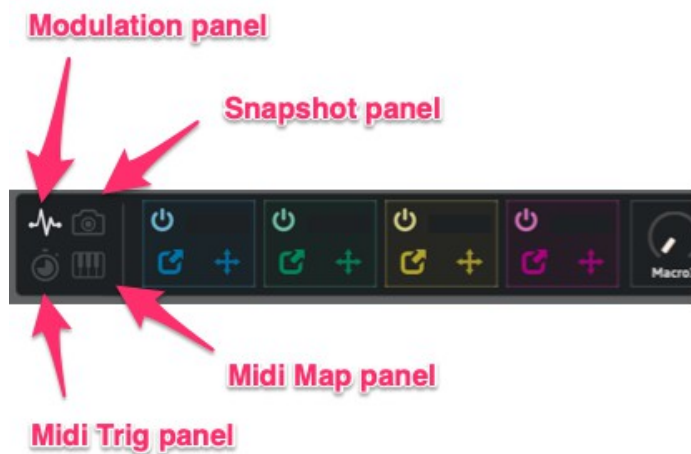 Modulation panel
Snapshot panel
Midi Map panel
Midi Trig panel